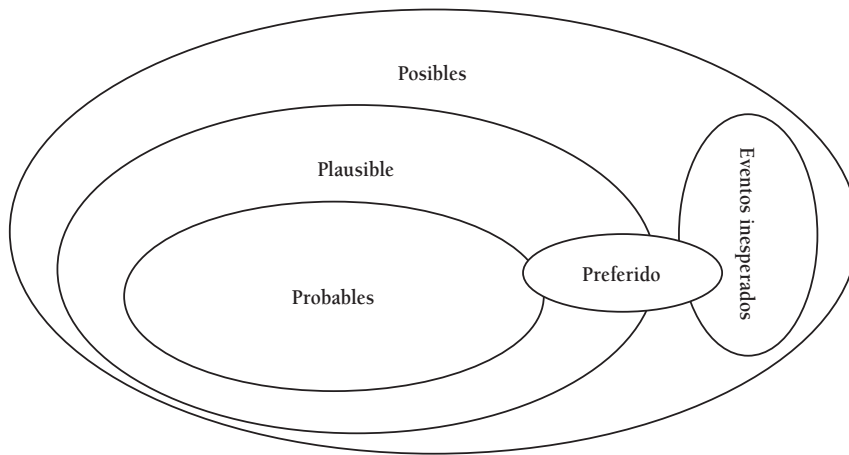 Posibles
Plausible
Probables
Preferido
Eventos inesperados